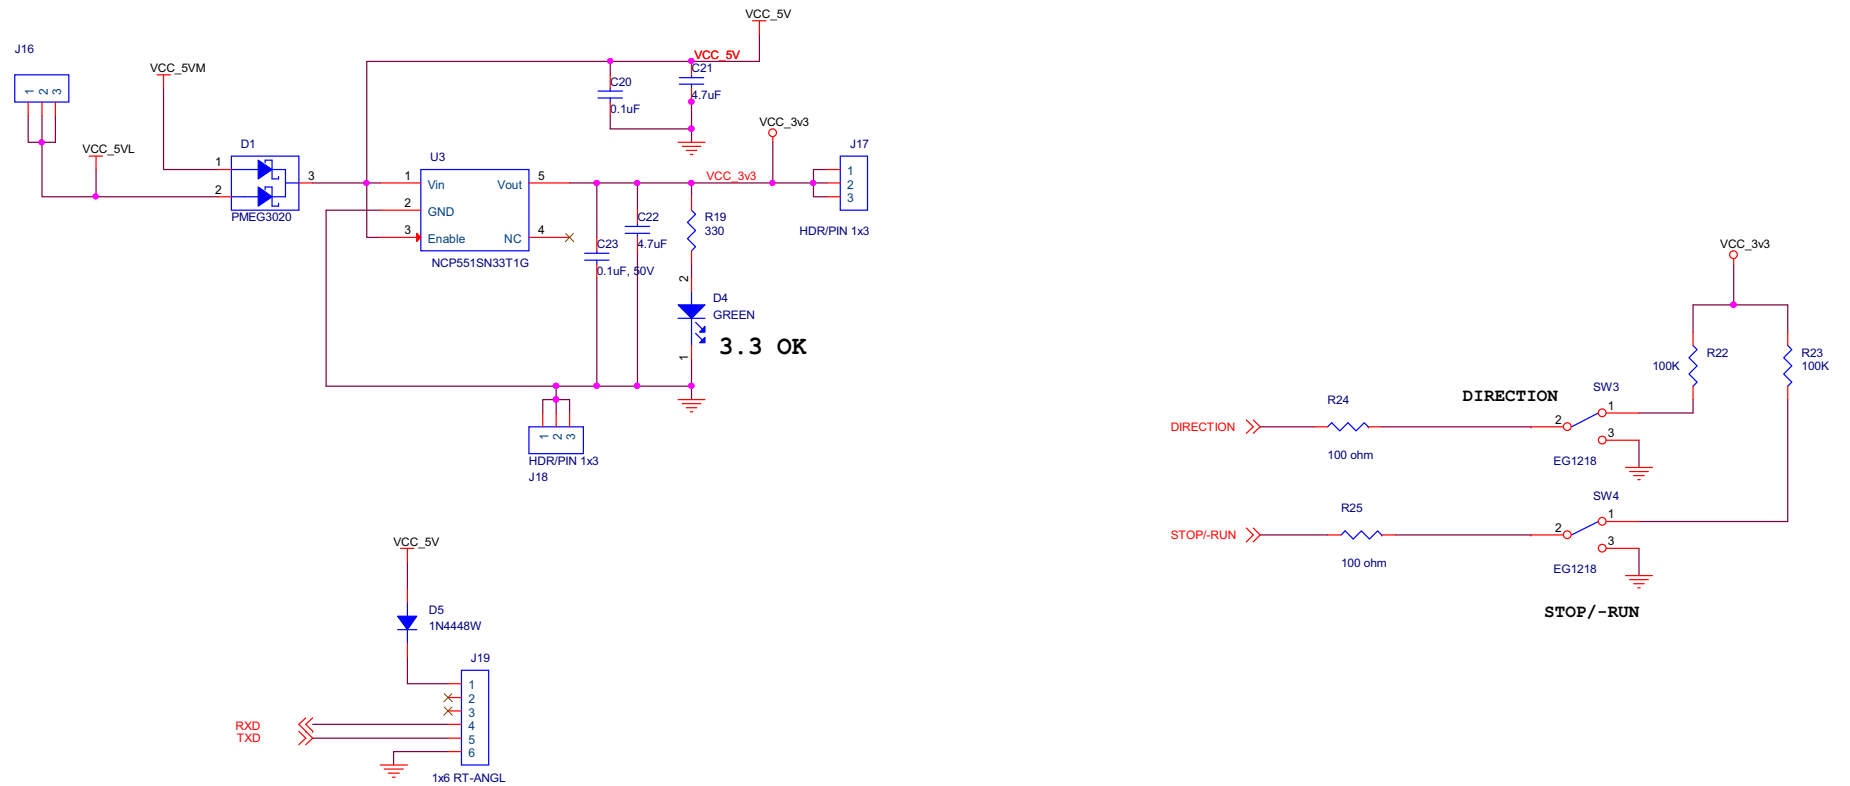 VCC_5V
J16
VCC_5V
VCC_5VM
C21
C20
4.7uF
0.1uF
1 2 3
VCC_3v3
VCC_5VL
D1
J17
U3
1
3
2
PMEG3020
1 Vin Vout 5
2 GND
3 Enable NC 4
NCP551SN33T1G
VCC_3v3
1
2
3
HDR/PIN 1x3
C22
4.7uF
R19
330
C23
0.1uF, 50V
2
D4
GREEN
3.3 OK
1
1 2 3
HDR/PIN 1x3
J18
VCC_5V
D5
1N4448W
J19
1
2
3
4
5
6
RXD
TXD
1x6 RT-ANGL
VCC_3v3
R22
100K
R23
100K
SW3
DIRECTION
R24
1
2
3
DIRECTION
100 ohm
EG1218
SW4
R25
1
2
3
STOP/-RUN
100 ohm
EG1218
STOP/-RUN